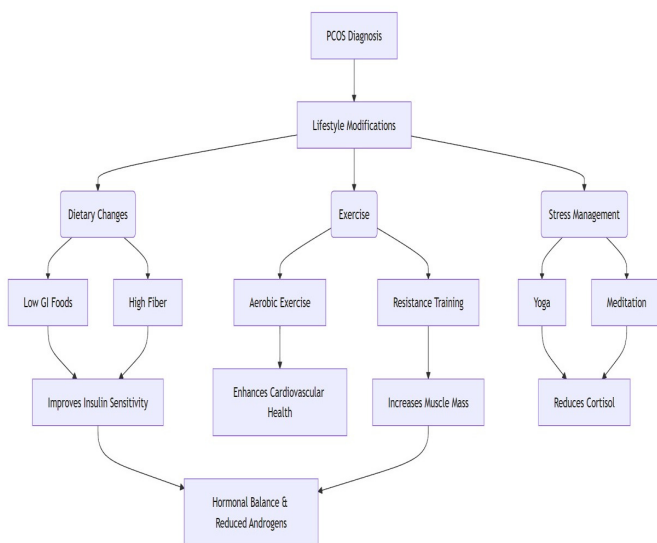 PCOS Diagnosis
Lifestyle Modifications
Dietary Changes
Exercise
Stress Management
Low GI Foods
High Fiber
Aerobic Exercise
Resistance Training
Yoga
Meditation
Improves Insulin Sensitivity
Enhances Cardiovascular
Health
Increases Muscle Mass
Reduces Cortisol
Hormonal Balance &
Reduced Androgens